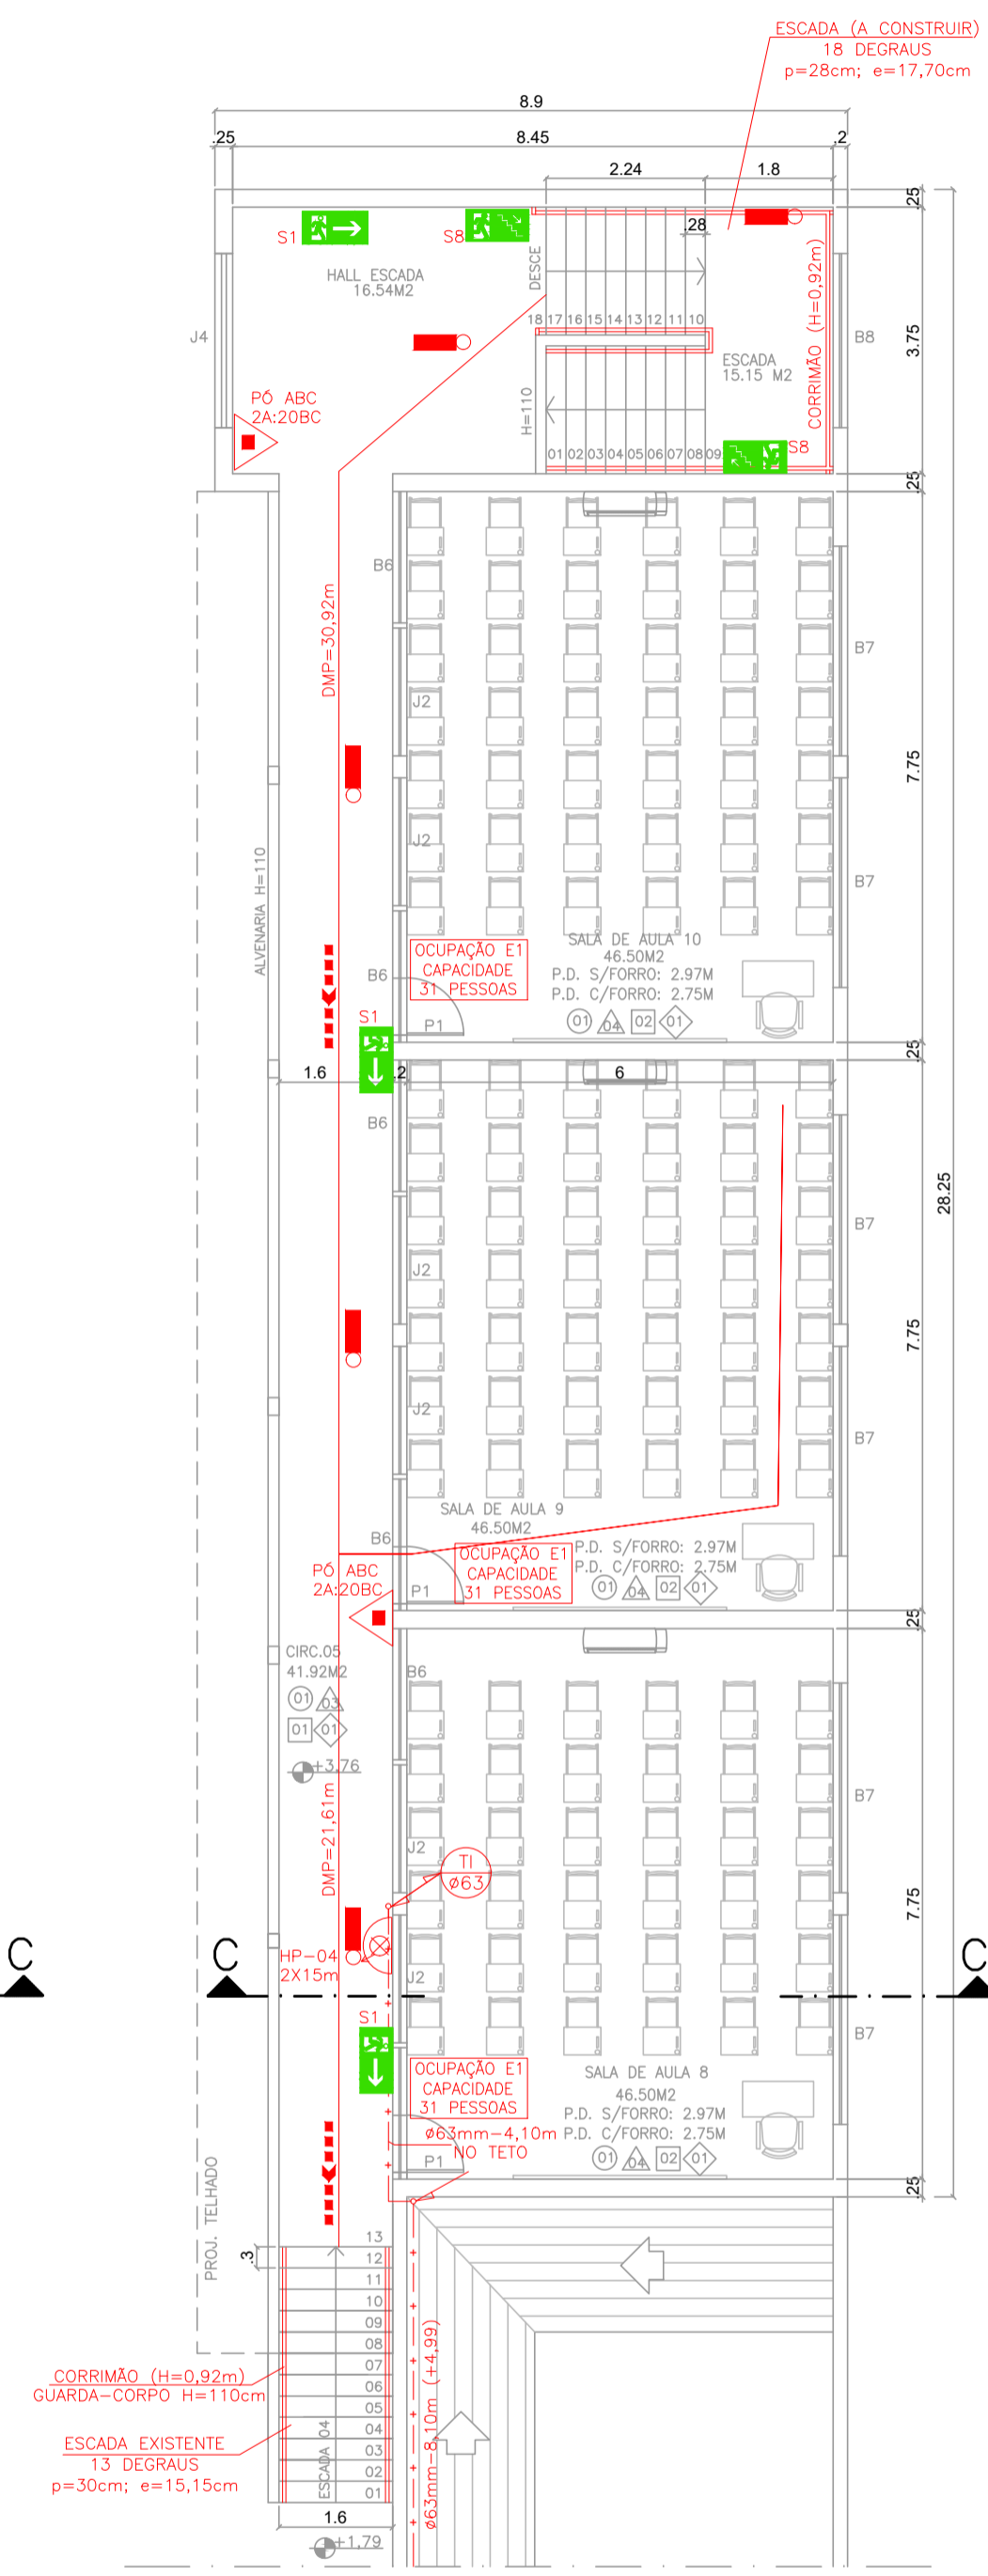 ESCADA (A CONSTRUIR)
18 DEGRAUS
p=28cm; e=17,70cm
8.9
.25
8.45
.2
2.24
1.8
.25
S1
S8
.28
HALL ESCADA
16.54M2
DESCE
18 17 16 15 14 13 12 11 10
J4
ESCADA
15.15 M2
CORRIMÃO (H=0,92m)
B8
3.75
PÓ ABC
2A:20BC
H=110
01 02 03 04 05 06 07 08 09
S8
.25
B6
DMP=30,92m
B7
J2
7.75
J2
ALVENARIA H=110
B7
OCUPAÇÃO E1
CAPACIDADE
31 PESSOAS
SALA DE AULA 10
46.50M2
P.D. S/FORRO: 2.97M
P.D. C/FORRO: 2.75M
B6
01 04 02 01
P1
S1
.25
1.6
.2
6
B6
28.25
B7
J2
7.75
J2
B7
SALA DE AULA 9
46.50M2
B6
P.D. S/FORRO: 2.97M
P.D. C/FORRO: 2.75M
OCUPAÇÃO E1
CAPACIDADE
31 PESSOAS
01 04 02 01
PÓ ABC
2A:20BC
P1
.25
CIRC.05
41.92M2
01 03
01 01
B6
+3,76
B7
DMP=21,61m
J2
TI
ø63
7.75
HP-04
2X15m
J2
C
C
C
S1
B7
OCUPAÇÃO E1
CAPACIDADE
31 PESSOAS
SALA DE AULA 8
46.50M2
P.D. S/FORRO: 2.97M
P.D. C/FORRO: 2.75M
ø63mm-4,10m
NO TETO
01 04 02 01
P1
.25
PROJ. TELHADO
.3
13
12
11
10
09
08
07
06
05
04
03
02
01
ESCADA 04
ø63mm-8,10m (+4,99)
CORRIMÃO (H=0,92m)
GUARDA-CORPO H=110cm
ESCADA EXISTENTE
13 DEGRAUS
p=30cm; e=15,15cm
1.6
+1,79